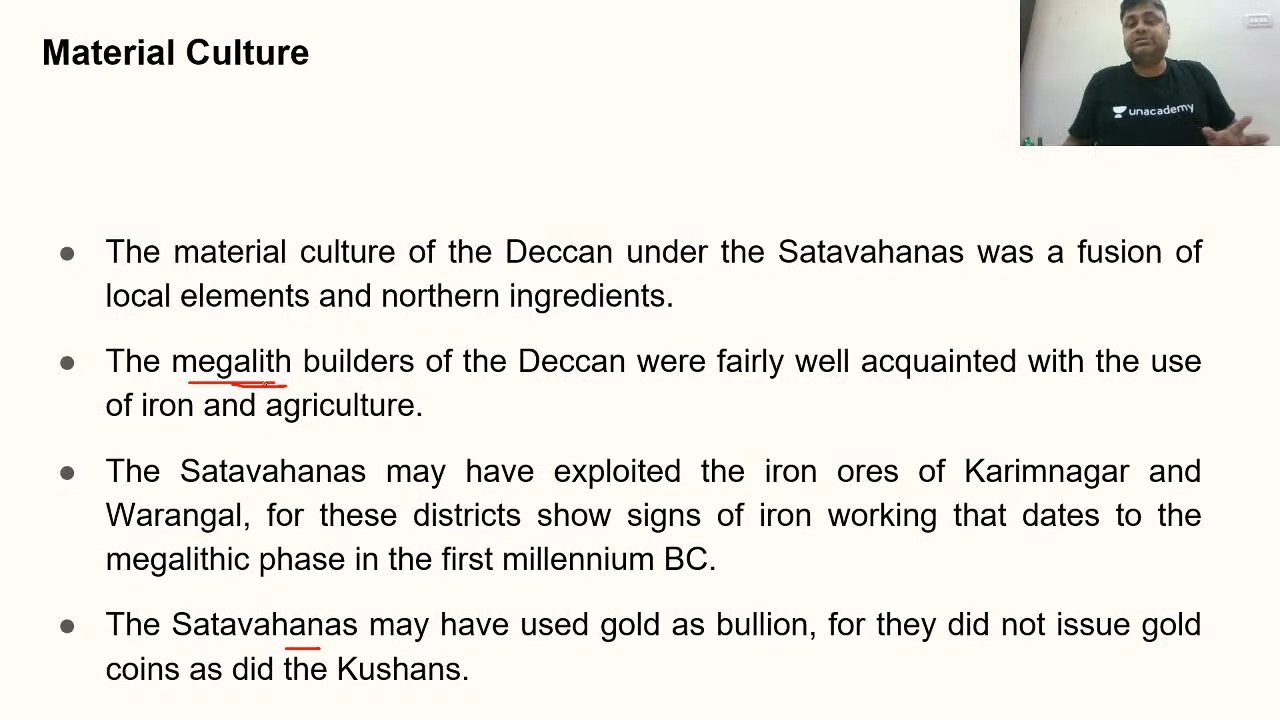 Material Culture
unacademy
● The material culture of the Deccan under the Satavahanas was a fusion of
local elements and northern ingredients.
● The megalith builders of the Deccan were fairly well acquainted with the use
of iron and agriculture.
● The Satavahanas may have exploited the iron ores of Karimnagar and
Warangal, for these districts show signs of iron working that dates to the
megalithic phase in the first millennium BC.
● The Satavahanas may have used gold as bullion, for they did not issue gold
coins as did the Kushans.